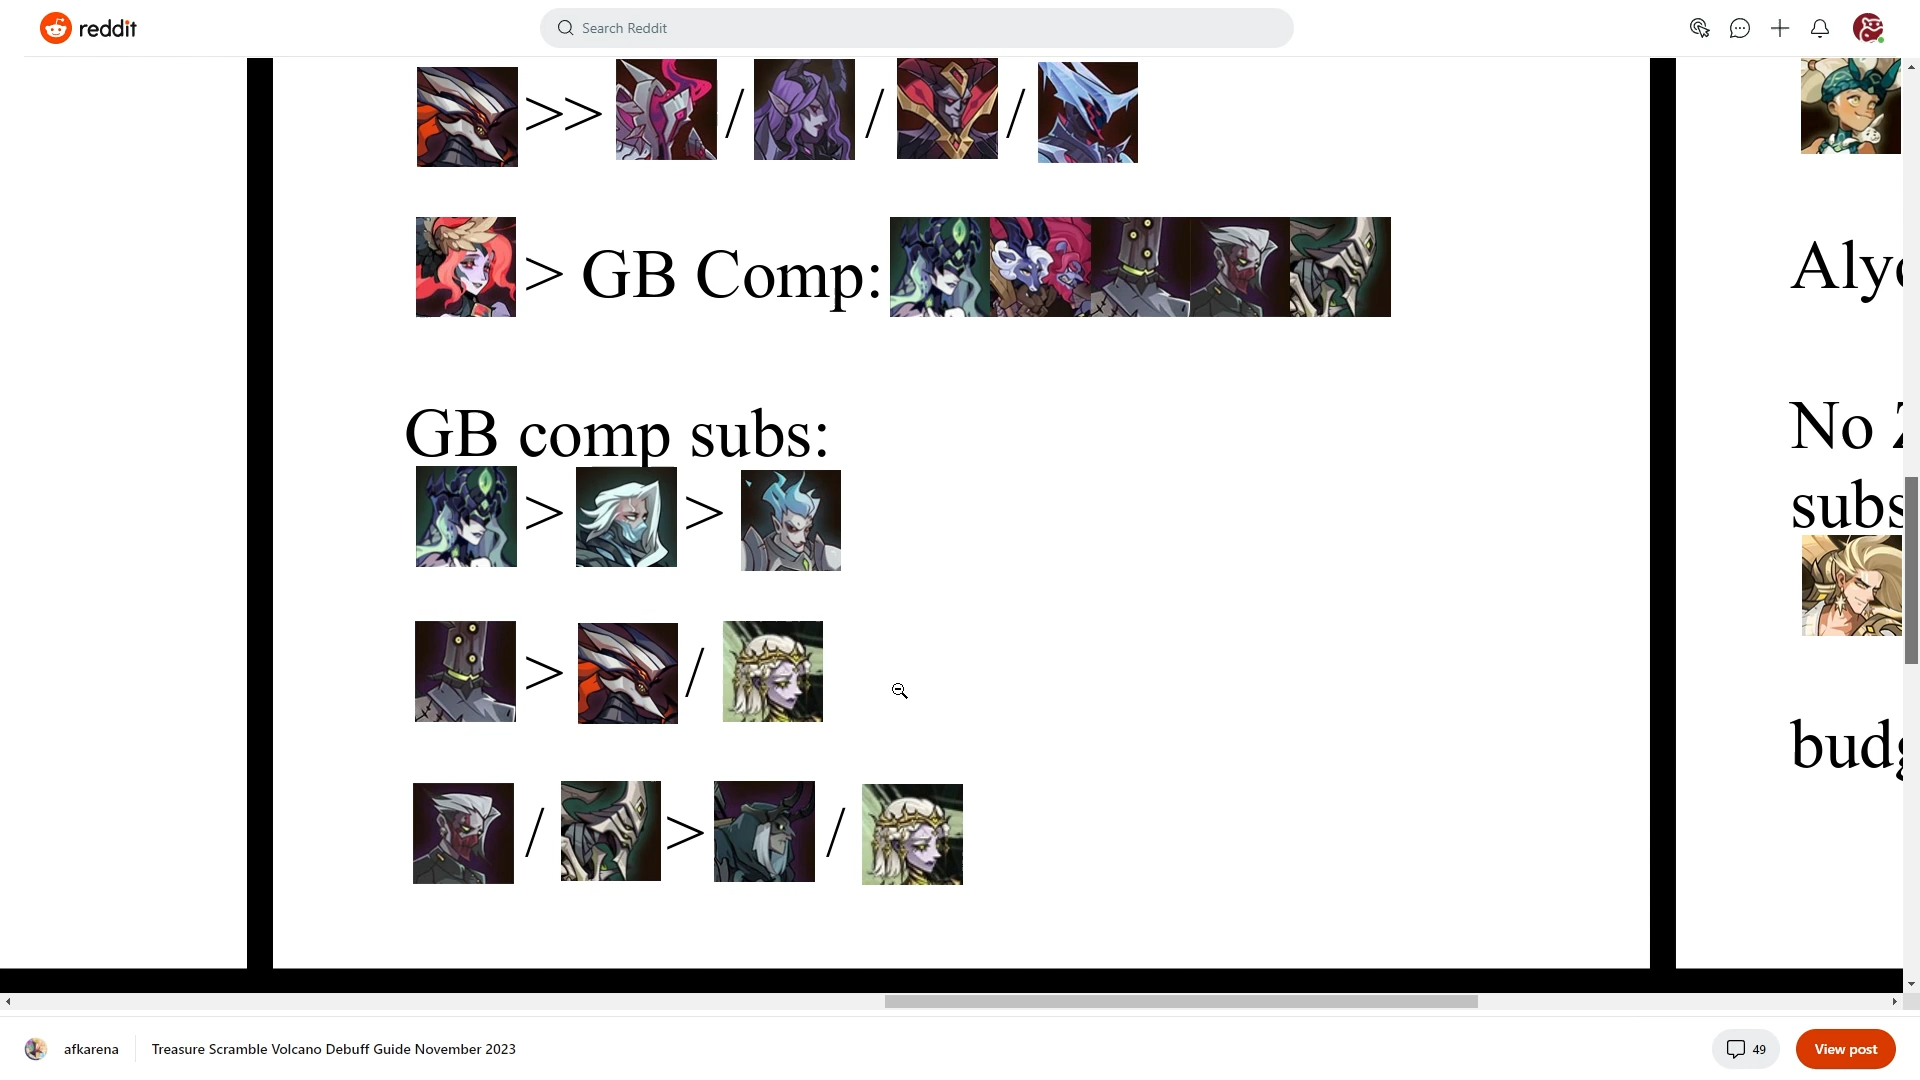 reddit
Search Reddit
>> / / /
> GB Comp:
GB comp subs:
> >
> /
/ > /
Aly
No
subs
budg
afkarena
Treasure Scramble Volcano Debuff Guide November 2023
49
View post